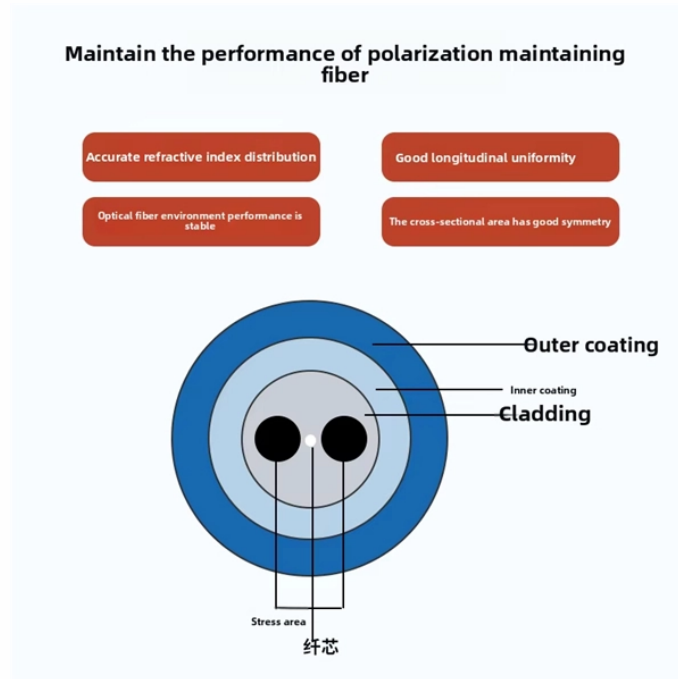 Maintain the performance of polarization maintaining
fiber
Accurate refractive index distribution
Good longitudinal uniformity
Optical fiber environment performance is
stable
The cross-sectional area has good symmetry
Outer coating
Inner coating
Cladding
Stress area
纤芯